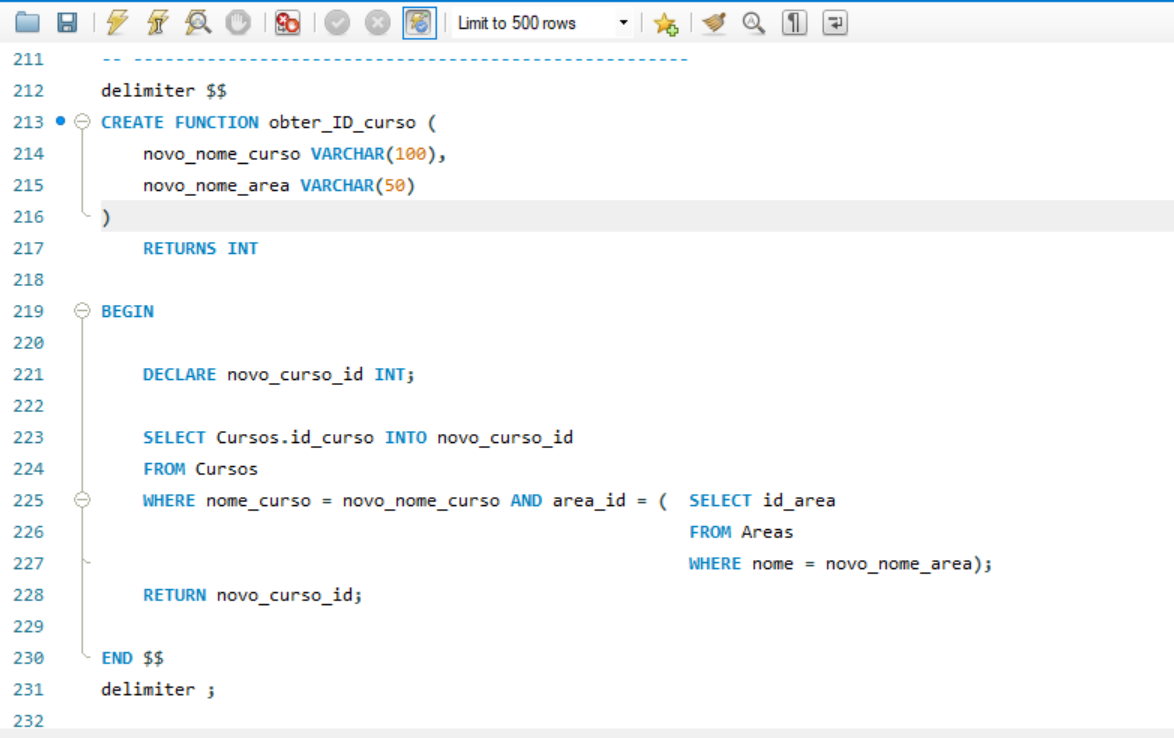 Limit to 500 rows
211 -- -----------------------------------------------------
212 delimiter $$
213 CREATE FUNCTION obter_ID_curso (
214 novo_nome_curso VARCHAR(100),
215 novo_nome_area VARCHAR(50)
216 )
217 RETURNS INT
218
219 BEGIN
220
221 DECLARE novo_curso_id INT;
222
223 SELECT Cursos.id_curso INTO novo_curso_id
224 FROM Cursos
225 WHERE nome_curso = novo_nome_curso AND area_id = ( SELECT id_area
226 FROM Areas
227 WHERE nome = novo_nome_area);
228 RETURN novo_curso_id;
229
230 END $$
231 delimiter ;
232